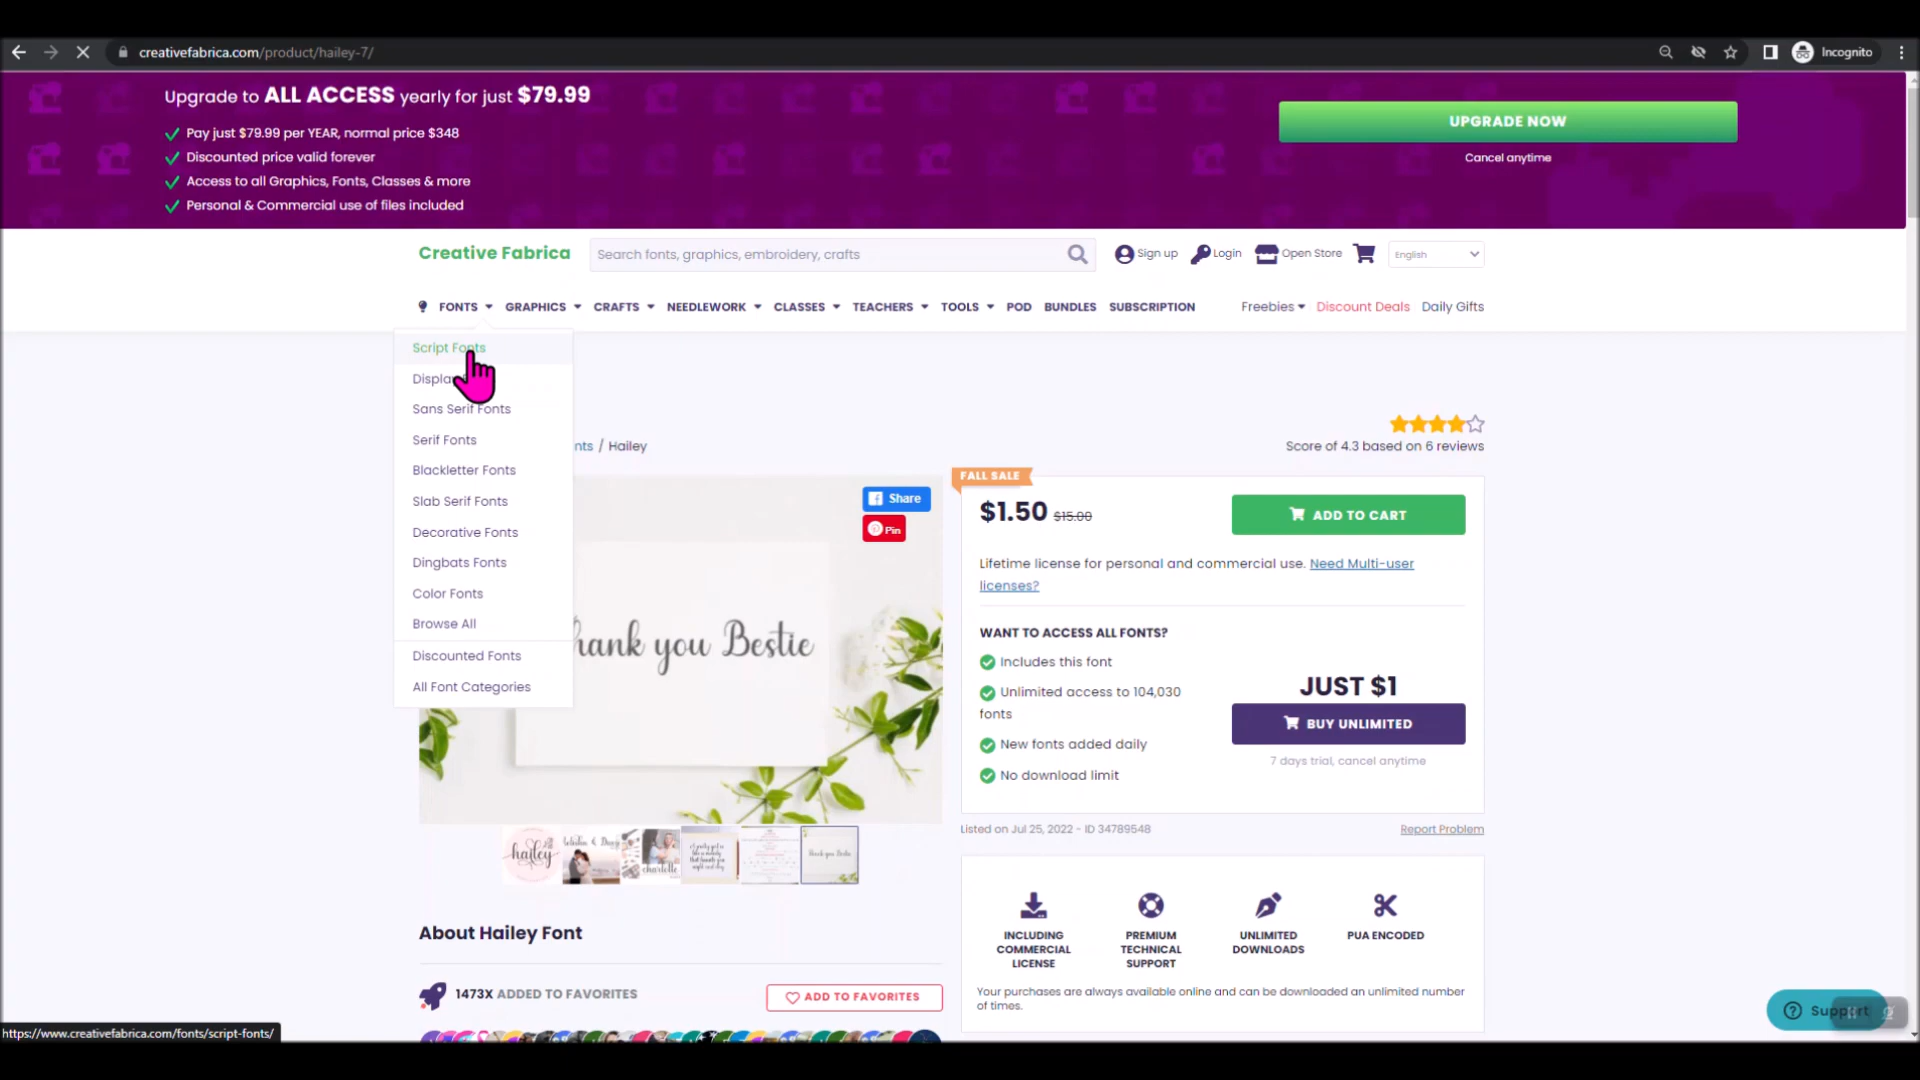 creativefabrica.com/product/hailey-7/
Incognito
Upgrade to ALL ACCESS yearly for just $79.99
Pay just $79.99 per YEAR, normal price $348
Discounted price valid forever
Access to all Graphics, Fonts, Classes & more
Personal & Commercial use of files included
UPGRADE NOW
Cancel anytime
Creative Fabrica
Search fonts, graphics, embroidery, crafts
Sign up
Login
Open Store
English
FONTS GRAPHICS CRAFTS NEEDLEWORK CLASSES TEACHERS TOOLS POD BUNDLES SUBSCRIPTION
Freebies Discount Deals Daily Gifts
Script Fonts
Display
Sans Serif Fonts
Serif Fonts
Blackletter Fonts
Slab Serif Fonts
Decorative Fonts
Dingbats Fonts
Color Fonts
Browse All
Discounted Fonts
All Font Categories
nts / Hailey
Score of 4.3 based on 6 reviews
Share
Pin
hank you Bestie
FALL SALE
$1.50 $15.00
ADD TO CART
Lifetime license for personal and commercial use. Need Multi-user
licenses?
WANT TO ACCESS ALL FONTS?
Includes this font
Unlimited access to 104,030
fonts
New fonts added daily
No download limit
JUST $1
BUY UNLIMITED
7 days trial, cancel anytime
Listed on Jul 25, 2022 - ID 34789548
Report Problem
hailey
charlotte
Thank you Bestie
About Hailey Font
1473X ADDED TO FAVORITES
ADD TO FAVORITES
INCLUDING
COMMERCIAL
LICENSE
PREMIUM
TECHNICAL
SUPPORT
UNLIMITED
DOWNLOADS
PUA ENCODED
Your purchases are always available online and can be downloaded an unlimited number
of times.
Support
https://www.creativefabrica.com/fonts/script-fonts/